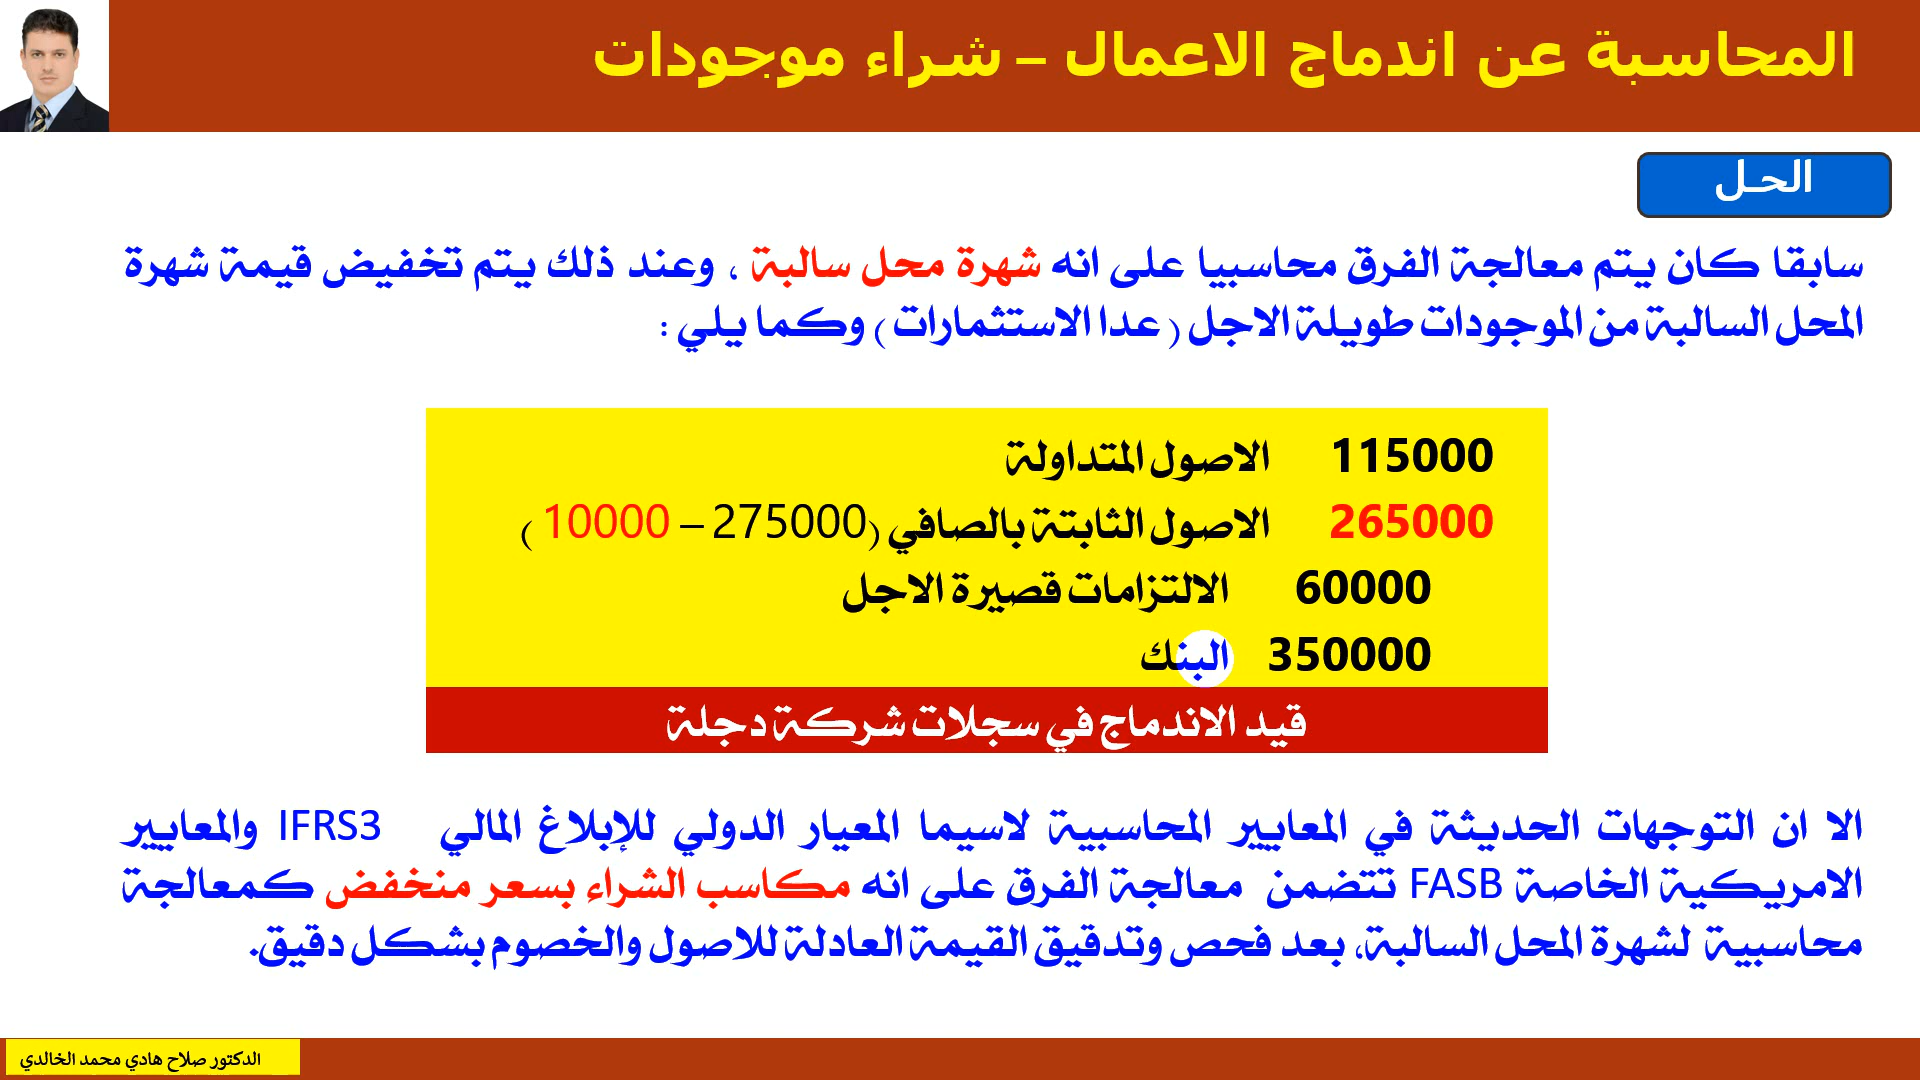 المحاسبة عن اندماج الاعمال – شراء موجودات
الحـل
سابقا كان يتم معالجة الفرق محاسبيا على انه شهرة محل سالبة ، وعند ذلك يتم تخفيض قيمة شهرة
المحل السالبة من الموجودات طويلة الاجل ( عدا الاستثمارات ) وكما يلي :
115000 الاصول المتداولة
265000 الاصول الثابتة بالصافي (275000 – 10000 )
60000 الالتزامات قصيرة الاجل
350000 البنك
قيد الاندماج في سجلات شركة دجلة
الا ان التوجهات الحديثة في المعايير المحاسبية لاسيما المعيار الدولي للإبلاغ المالي IFRS3 والمعايير
الامريكية الخاصة FASB تتضمن معالجة الفرق على انه مكاسب الشراء بسعر منخفض كمعالجة
محاسبية لشهرة المحل السالبة، بعد فحص وتدقيق القيمة العادلة للاصول والخصوم بشكل دقيق.
الدكتور صلاح هادي محمد الخالدي